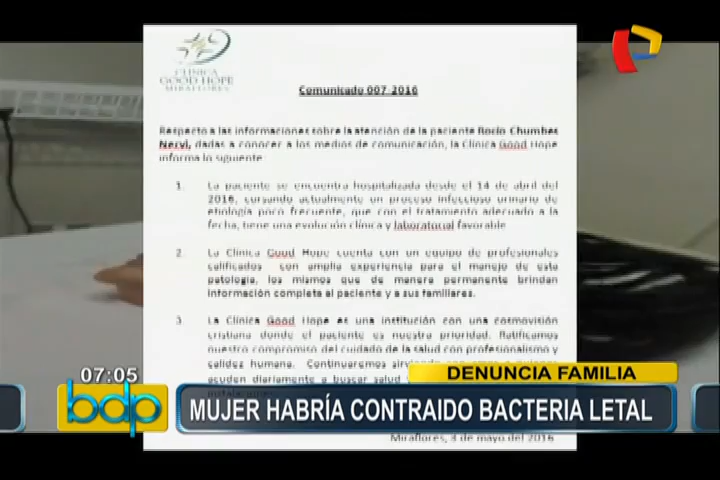 CLINICA
GOOD HOPE
MIRAFLORES
Comunicado 007-2016
Respecto a las informaciones sobre la atención de la paciente Rocío Chumbes
Nervi, dadas a conocer a los medios de comunicación, la Clínica Good Hope
informa lo siguiente
1. La paciente se encuentra hospitalizada desde el 14 de abril del
2016, cursando actualmente un proceso infeccioso urinario de
etiología poco frecuente, que con el tratamiento adecuado a la
fecha, tiene una evolución clínica y laboratorial favorable
2. La Clínica Good Hope cuenta con un equipo de profesionales
calificados con amplia experiencia para el manejo de esta
patología, los mismos que de manera permanente brindan
información completa al paciente y a sus familiares.
3. La Clínica Good Hope es una institución con una cosmovisión
cristiana donde el paciente es nuestra prioridad. Ratificamos
nuestro compromiso del cuidado de la salud con profesionalismo y
calidez humana. Continuaremos
acuden diariamente a buscar salud
Miraflores, 3 de mayo del 2016
07:05
bdp
DENUNCIA FAMILIA
MUJER HABRÍA CONTRAIDO BACTERIA LETAL